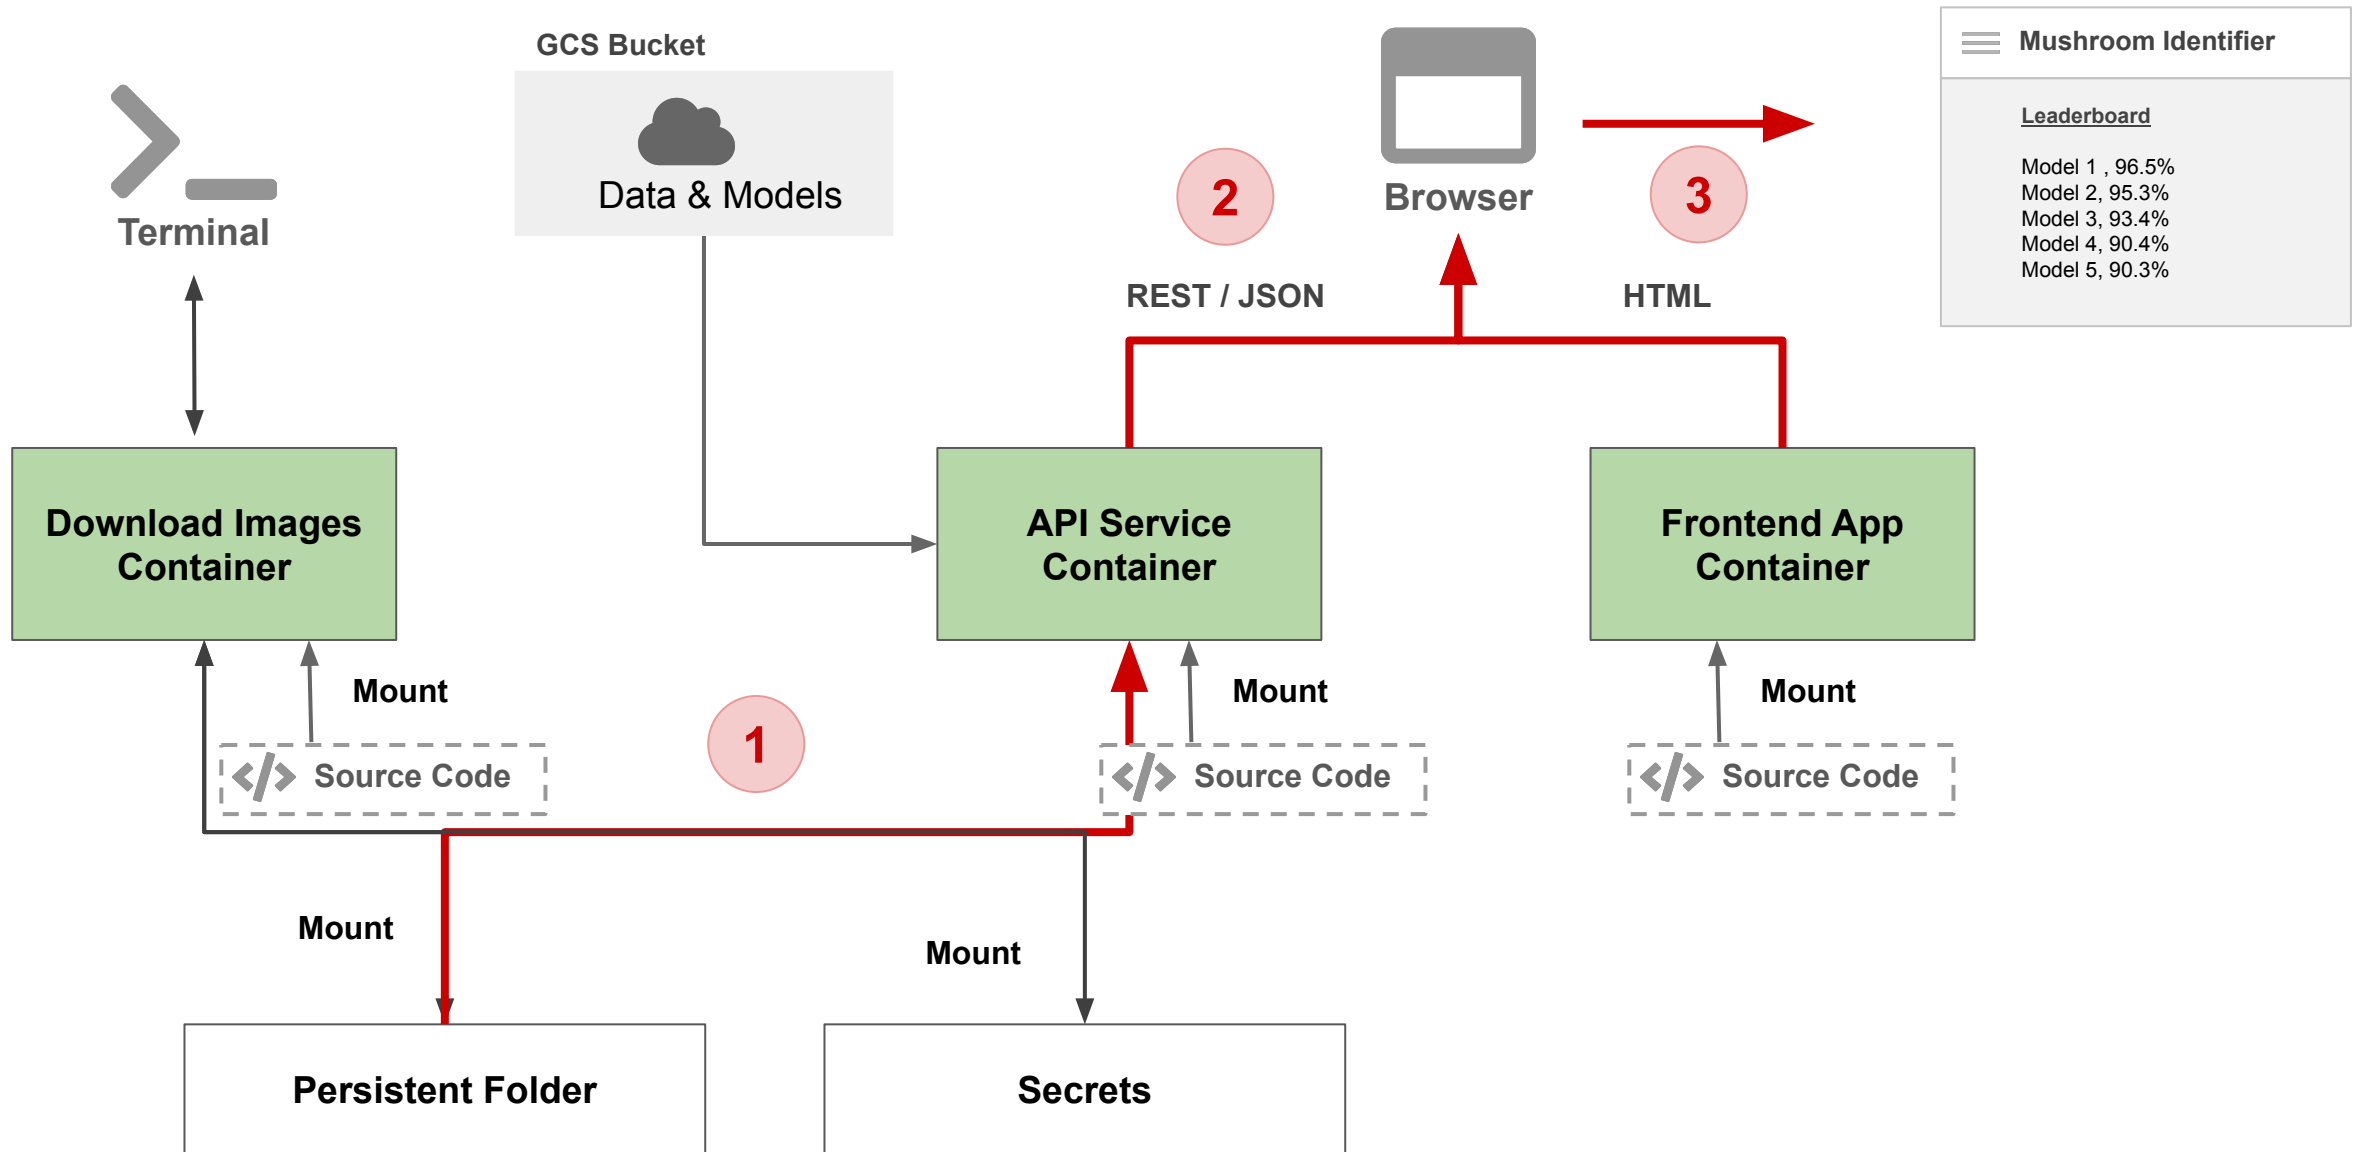 GCS Bucket
Data & Models
Terminal
Browser
Mushroom Identifier
Leaderboard
Model 1 , 96.5%
Model 2, 95.3%
Model 3, 93.4%
Model 4, 90.4%
Model 5, 90.3%
2
3
REST / JSON
HTML
Download Images
Container
API Service
Container
Frontend App
Container
Mount
Mount
Mount
1
</> Source Code
</> Source Code
</> Source Code
Mount
Mount
Persistent Folder
Secrets